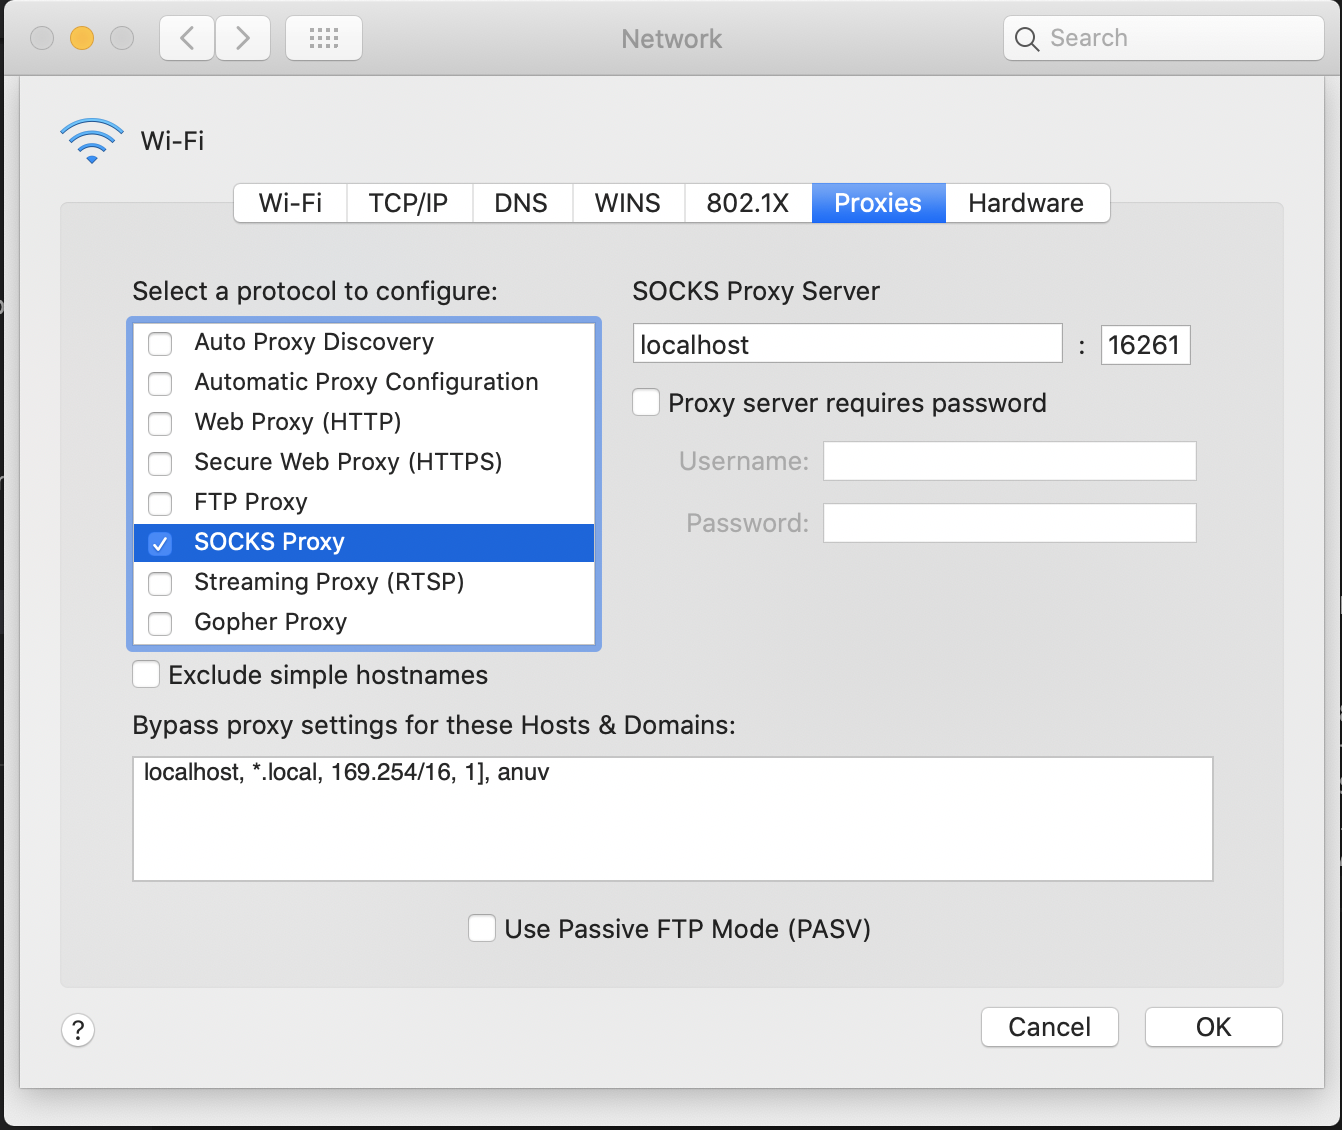 Network
Search
Wi-Fi
Wi-Fi TCP/IP DNS WINS 802.1X Proxies Hardware
Select a protocol to configure:
Auto Proxy Discovery
Automatic Proxy Configuration
Web Proxy (HTTP)
Secure Web Proxy (HTTPS)
FTP Proxy
SOCKS Proxy
Streaming Proxy (RTSP)
Gopher Proxy
SOCKS Proxy Server
localhost : 16261
Proxy server requires password
Username:
Password:
Exclude simple hostnames
Bypass proxy settings for these Hosts & Domains:
localhost, *.local, 169.254/16, 1], anuv
Use Passive FTP Mode (PASV)
? Cancel OK